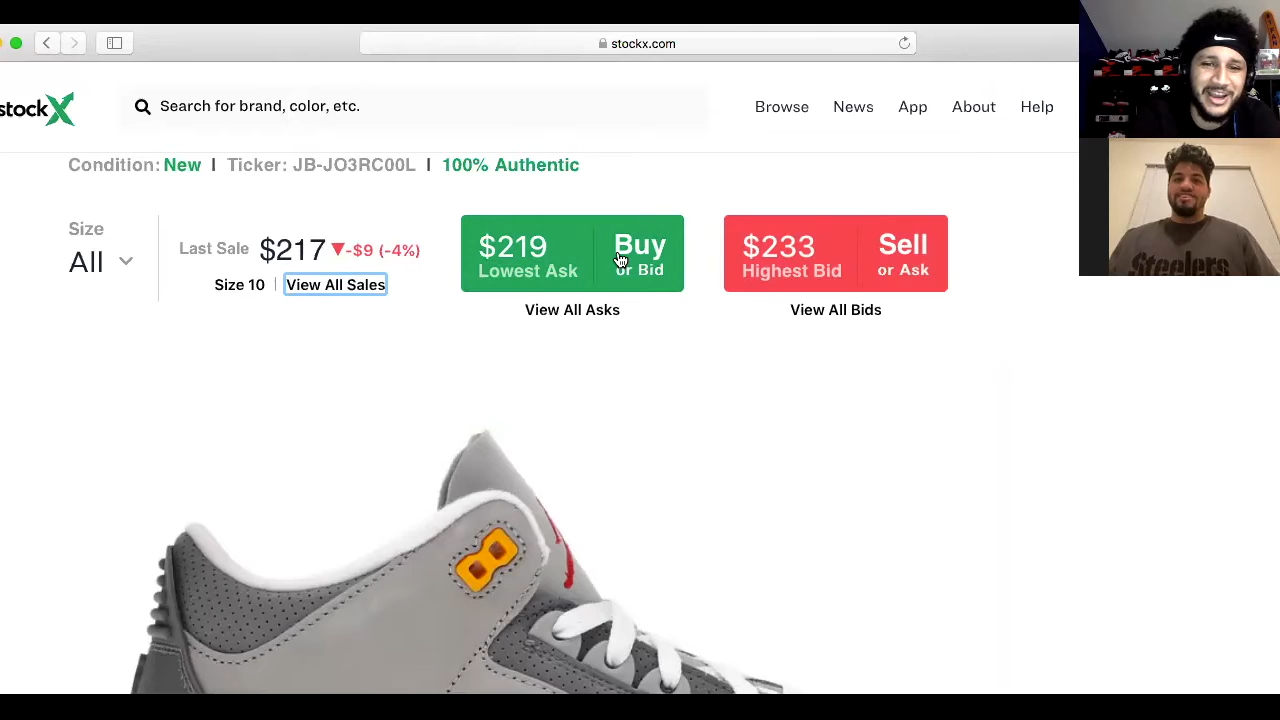 stockx.com
stockX
Search for brand, color, etc.
Browse
News
App
About
Help
Condition: New | Ticker: JB-JO3RC00L | 100% Authentic
Size
All
Last Sale $217 ▼-$9 (-4%)
Size 10 | View All Sales
$219 Buy
Lowest Ask or Bid
View All Asks
$233 Sell
Highest Bid or Ask
View All Bids
Steelers